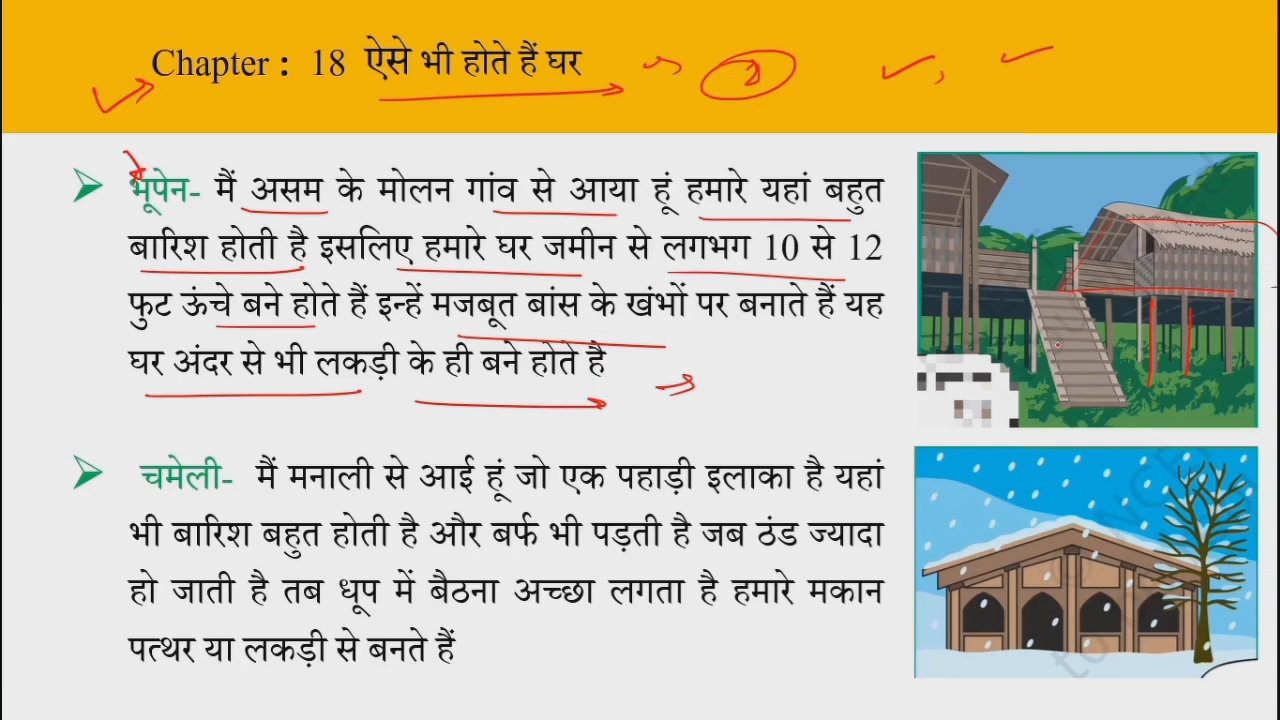 Chapter : 18 ऐसे भी होते हैं घर
भूपेन- मैं असम के मोलन गांव से आया हूं हमारे यहां बहुत
बारिश होती है इसलिए हमारे घर जमीन से लगभग 10 से 12
फुट ऊंचे बने होते हैं इन्हें मजबूत बांस के खंभों पर बनाते हैं यह
घर अंदर से भी लकड़ी के ही बने होते है
चमेली- मैं मनाली से आई हूं जो एक पहाड़ी इलाका है यहां
भी बारिश बहुत होती है और बर्फ भी पड़ती है जब ठंड ज्यादा
हो जाती है तब धूप में बैठना अच्छा लगता है हमारे मकान
पत्थर या लकड़ी से बनते हैं